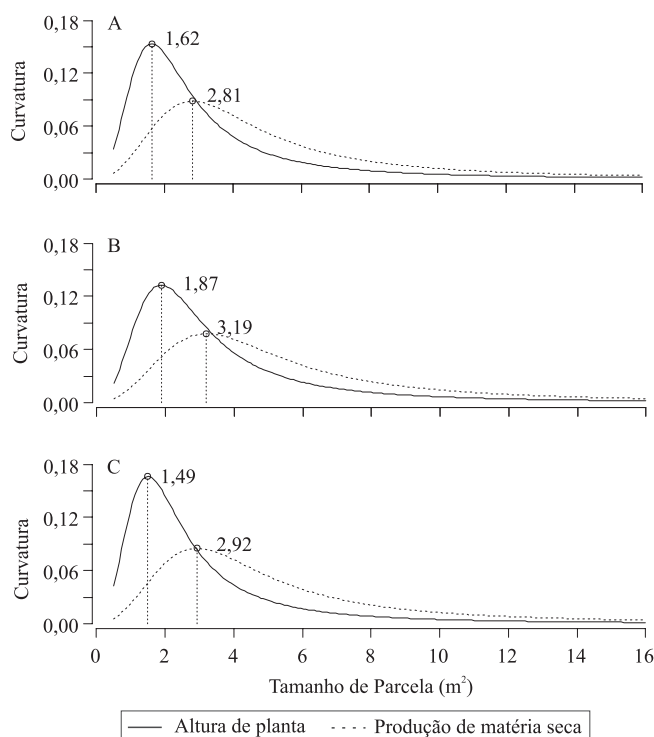 A
0,18
1,62
0,12
2,81
0,06
0,00
Curvatura
B
0,18
1,87
0,12
3,19
0,06
0,00
Curvatura
C
0,18
1,49
0,12
2,92
0,06
0,00
Curvatura
0 2 4 6 8 10 12 14 16
Tamanho de Parcela (m²)
Altura de planta Produção de matéria seca